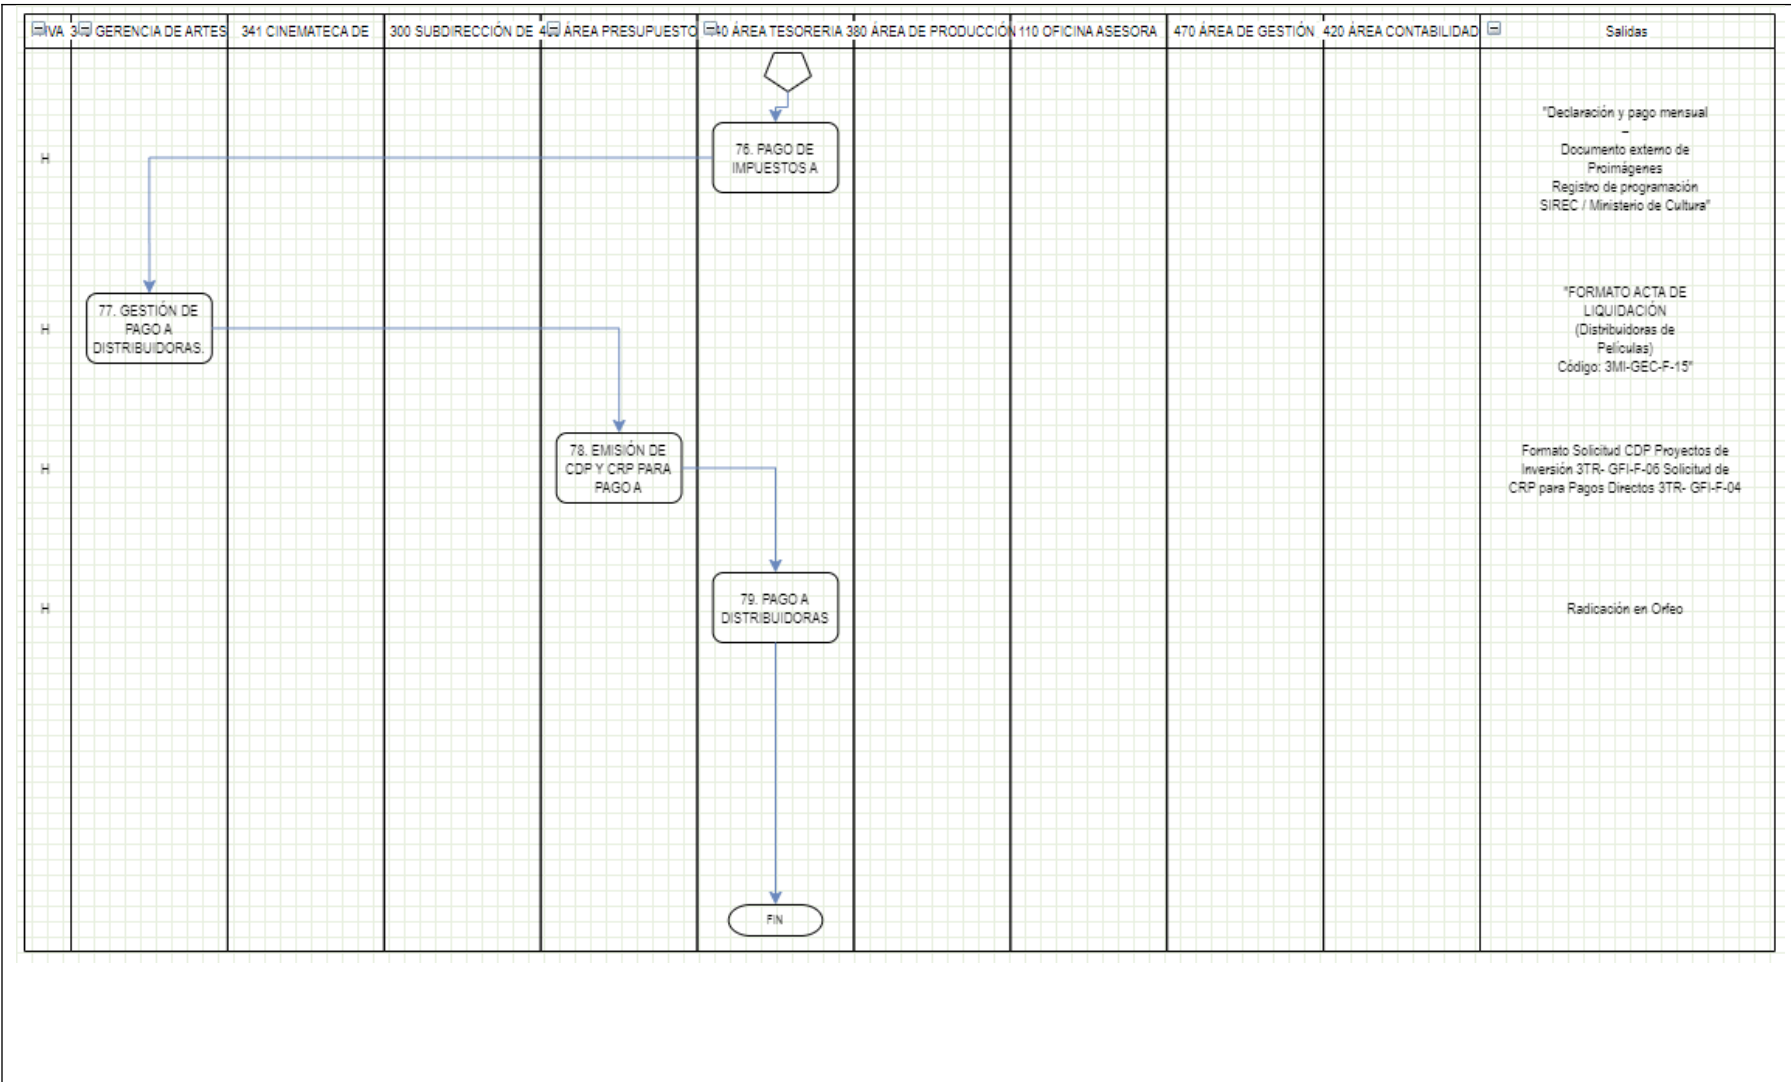 IVA
3 GERENCIA DE ARTES
341 CINEMATECA DE
300 SUBDIRECCIÓN DE
4 ÁREA PRESUPUESTO
40 ÁREA TESORERIA
380 ÁREA DE PRODUCCIÓN
110 OFICINA ASESORA
470 ÁREA DE GESTIÓN
420 ÁREA CONTABILIDAD
Salidas
H
76. PAGO DE
IMPUESTOS A
"Declaración y pago mensual
–
Documento externo de
Proimágenes
Registro de programación
SIREC / Ministerio de Cultura"
H
77. GESTIÓN DE
PAGO A
DISTRIBUIDORAS.
"FORMATO ACTA DE
LIQUIDACIÓN
(Distribuidoras de
Películas)
Código: 3MI-GEC-F-15"
H
78. EMISIÓN DE
CDP Y CRP PARA
PAGO A
Formato Solicitud CDP Proyectos de
Inversión 3TR- GFI-F-06 Solicitud de
CRP para Pagos Directos 3TR- GFI-F-04
H
79. PAGO A
DISTRIBUIDORAS
Radicación en Orfeo
FIN